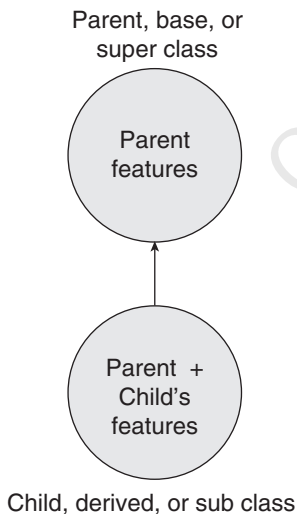 Parent, base, or
super class
Parent
features
Parent +
Child's
features
Child, derived, or sub class